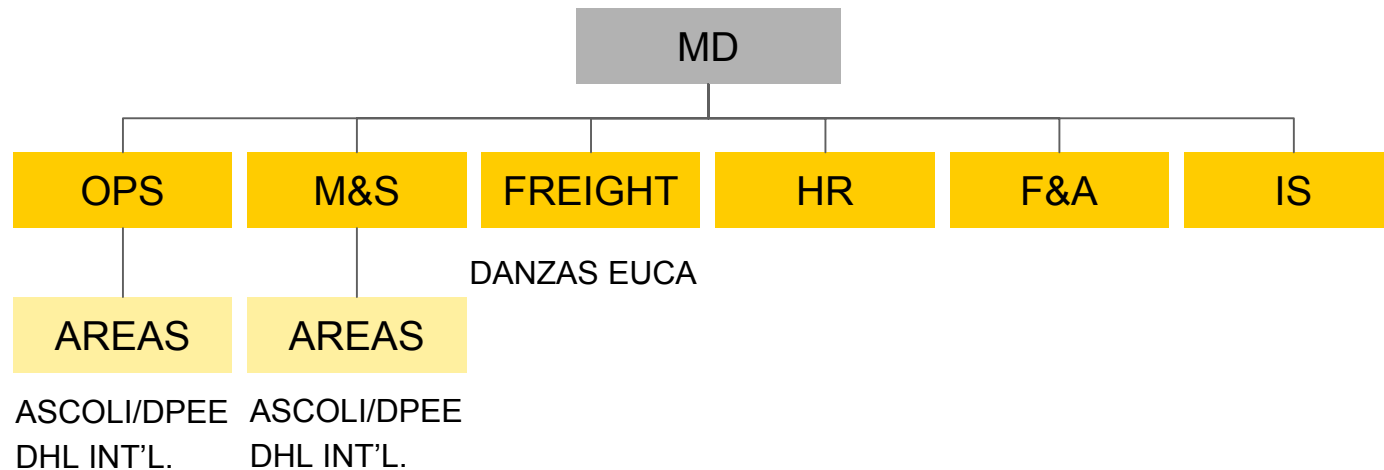 MD
OPS
M&S
FREIGHT
HR
F&A
IS
DANZAS EUCA
AREAS
AREAS
ASCOLI/DPEE
DHL INT’L.
ASCOLI/DPEE
DHL INT’L.